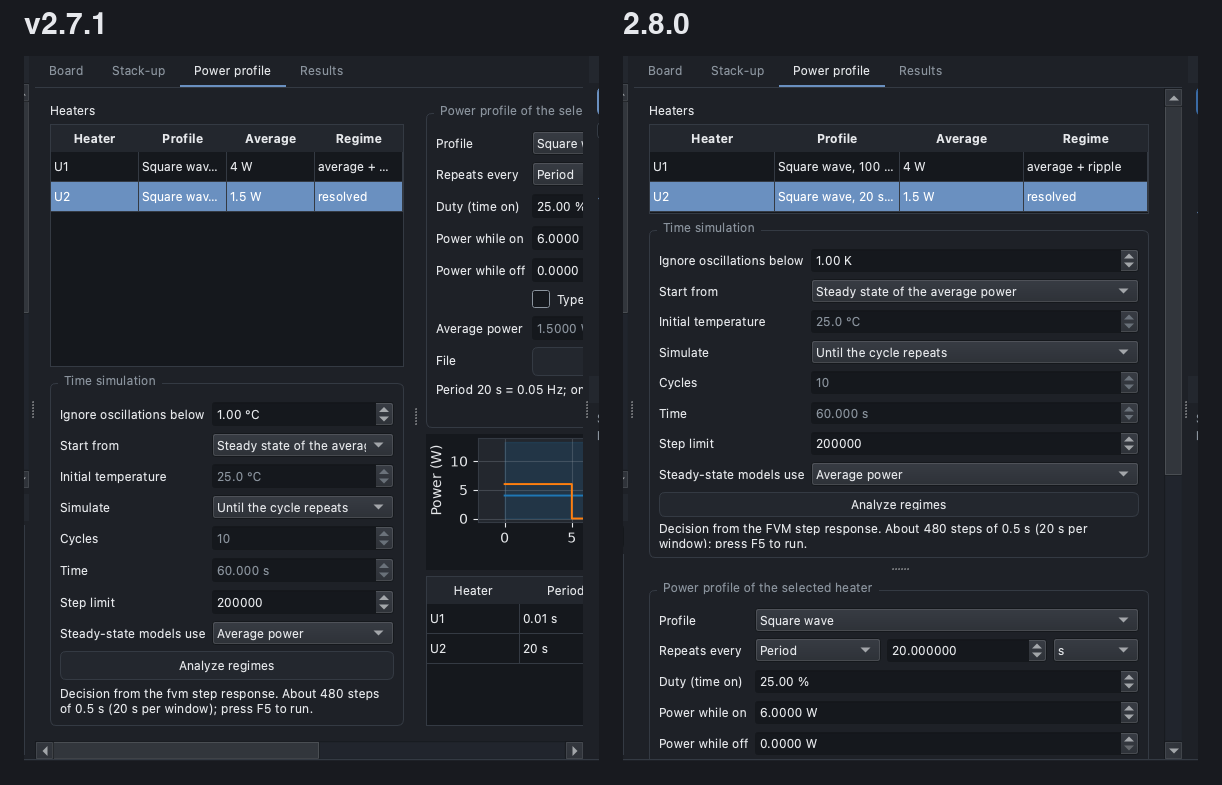 v2.7.1
Board Stack-up Power profile Results
Heaters
Heater Profile Average Regime
U1 Square wav... 4 W average + ...
U2 Square wav... 1.5 W resolved
Time simulation
Ignore oscillations below 1.00 °C
Start from Steady state of the averag
Initial temperature 25.0 °C
Simulate Until the cycle repeats
Cycles 10
Time 60.000 s
Step limit 200000
Steady-state models use Average power
Analyze regimes
Decision from the fvm step response. About 480 steps
of 0.5 s (20 s per window); press F5 to run.
Power profile of the sele
Profile Square w
Repeats every Period
Duty (time on) 25.00 %
Power while on 6.0000
Power while off 0.0000
Type
Average power 1.5000
File
Period 20 s = 0.05 Hz; on
Power (W)
10
5
0
0 5
Heater Period
U1 0.01 s
U2 20 s
2.8.0
Board Stack-up Power profile Results
Heaters
Heater Profile Average Regime
U1 Square wave, 100 ... 4 W average + ripple
U2 Square wave, 20 s... 1.5 W resolved
Time simulation
Ignore oscillations below 1.00 K
Start from Steady state of the average power
Initial temperature 25.0 °C
Simulate Until the cycle repeats
Cycles 10
Time 60.000 s
Step limit 200000
Steady-state models use Average power
Analyze regimes
Decision from the FVM step response. About 480 steps of 0.5 s (20 s per
window): press F5 to run.
Power profile of the selected heater
Profile Square wave
Repeats every Period 20.000000 s
Duty (time on) 25.00 %
Power while on 6.0000 W
Power while off 0.0000 W